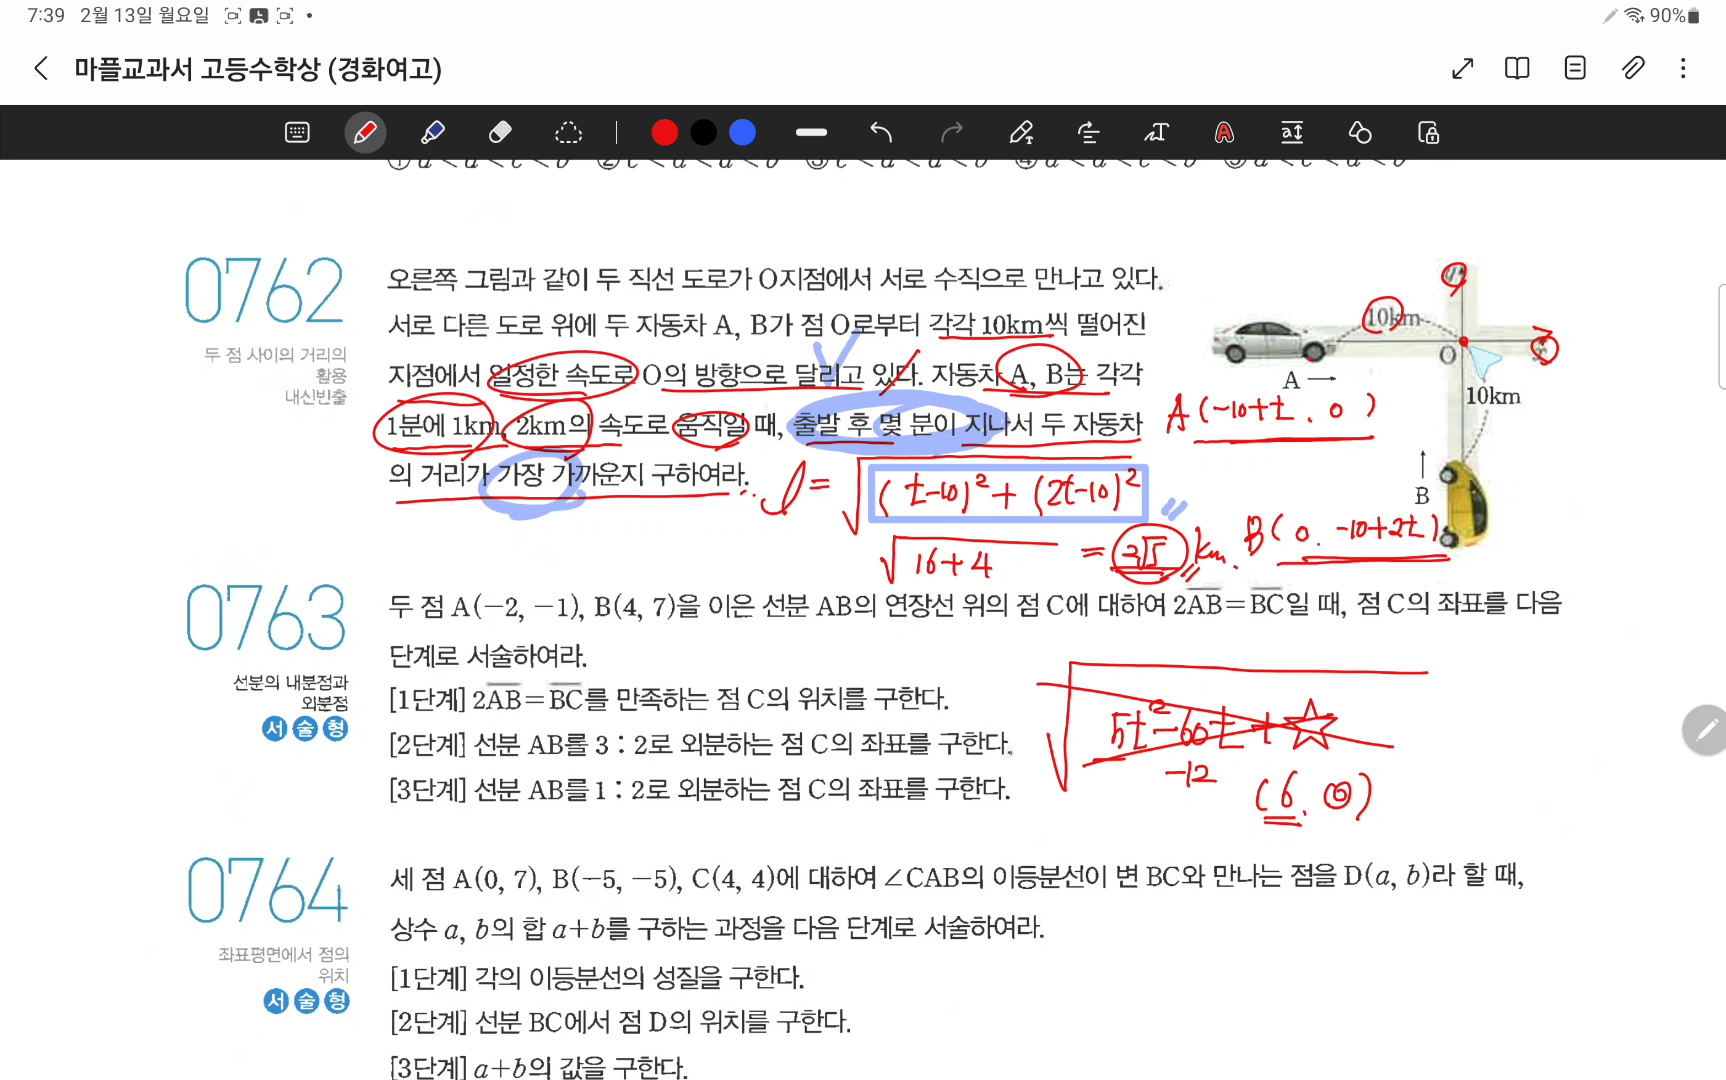 7:39 2월 13일 월요일
90%
마플교과서 고등수학상 (경화여고)
0762
두 점 사이의 거리의
활용
내신빈출
오른쪽 그림과 같이 두 직선 도로가 O지점에서 서로 수직으로 만나고 있다.
서로 다른 도로 위에 두 자동차 A, B가 점 O로부터 각각 10km씩 떨어진
지점에서 일정한 속도로 O의 방향으로 달리고 있다. 자동차 A, B는 각각
1분에 1km, 2km의 속도로 움직일 때, 출발 후 몇 분이 지나서 두 자동차
의 거리가 가장 가까운지 구하여라.
10km
O
A →
10km
↑
B
A(-10+t, 0)
l = √(t-10)²+(2t-10)²
B(0, -10+2t)
√16+4 = 2√5 km.
0763
선분의 내분점과
외분점
서술형
두 점 A(−2, −1), B(4, 7)을 이은 선분 AB의 연장선 위의 점 C에 대하여 2AB=BC일 때, 점 C의 좌표를 다음
단계로 서술하여라.
[1단계] 2AB=BC를 만족하는 점 C의 위치를 구한다.
[2단계] 선분 AB를 3 : 2로 외분하는 점 C의 좌표를 구한다.
[3단계] 선분 AB를 1 : 2로 외분하는 점 C의 좌표를 구한다.
√5t²-60t+☆
-12
(6, ◎)
0764
좌표평면에서 점의
위치
서술형
세 점 A(0, 7), B(−5, −5), C(4, 4)에 대하여 ∠CAB의 이등분선이 변 BC와 만나는 점을 D(a, b)라 할 때,
상수 a, b의 합 a+b를 구하는 과정을 다음 단계로 서술하여라.
[1단계] 각의 이등분선의 성질을 구한다.
[2단계] 선분 BC에서 점 D의 위치를 구한다.
[3단계] a+b의 값을 구한다.